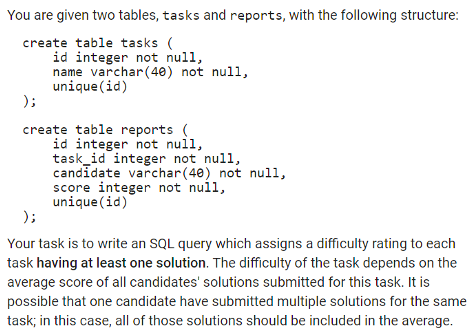 You are given two tables, tasks and reports, with the following structure:
create table tasks (
id integer not null,
name varchar(40) not null,
unique(id)
);
create table reports (
id integer not null,
task_id integer not null,
candidate varchar(40) not null,
score integer not null,
unique(id)
);
Your task is to write an SQL query which assigns a difficulty rating to each
task having at least one solution. The difficulty of the task depends on the
average score of all candidates' solutions submitted for this task. It is
possible that one candidate have submitted multiple solutions for the same
task; in this case, all of those solutions should be included in the average.